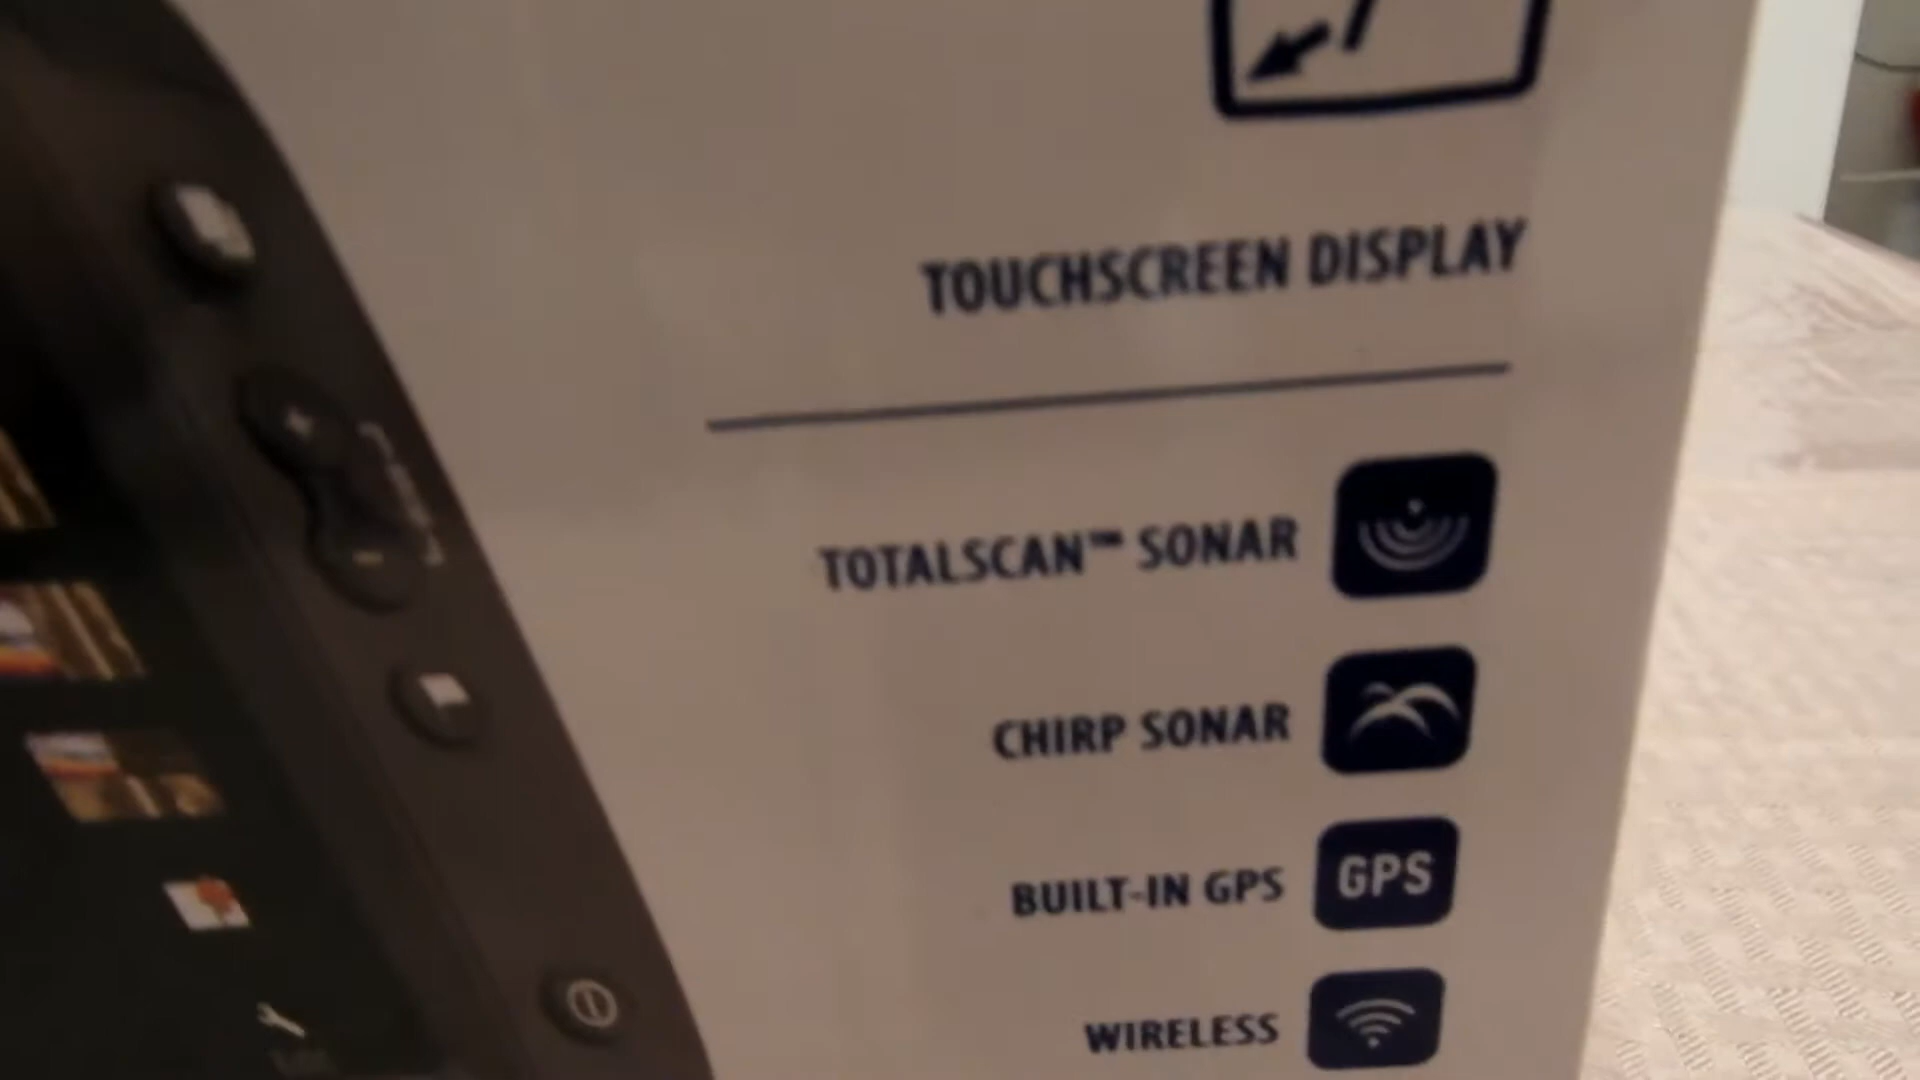 TOUCHSCREEN DISPLAY
TOTALSCAN™ SONAR
CHIRP SONAR
BUILT-IN GPS
GPS
WIRELESS